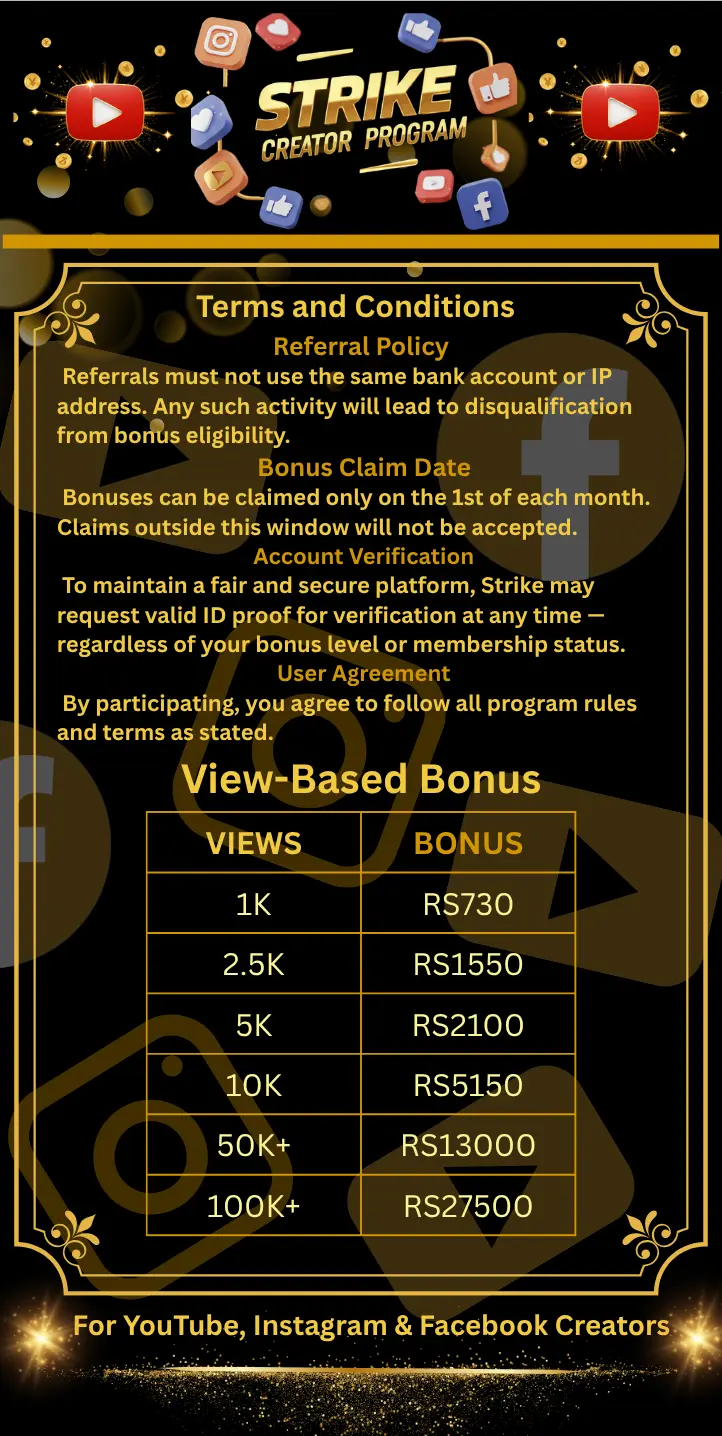 STRIKE
CREATOR PROGRAM
Terms and Conditions
Referral Policy
Referrals must not use the same bank account or IP
address. Any such activity will lead to disqualification
from bonus eligibility.
Bonus Claim Date
Bonuses can be claimed only on the 1st of each month.
Claims outside this window will not be accepted.
Account Verification
To maintain a fair and secure platform, Strike may
request valid ID proof for verification at any time —
regardless of your bonus level or membership status.
User Agreement
By participating, you agree to follow all program rules
and terms as stated.
View-Based Bonus
VIEWS BONUS
1K RS730
2.5K RS1550
5K RS2100
10K RS5150
50K+ RS13000
100K+ RS27500
For YouTube, Instagram & Facebook Creators